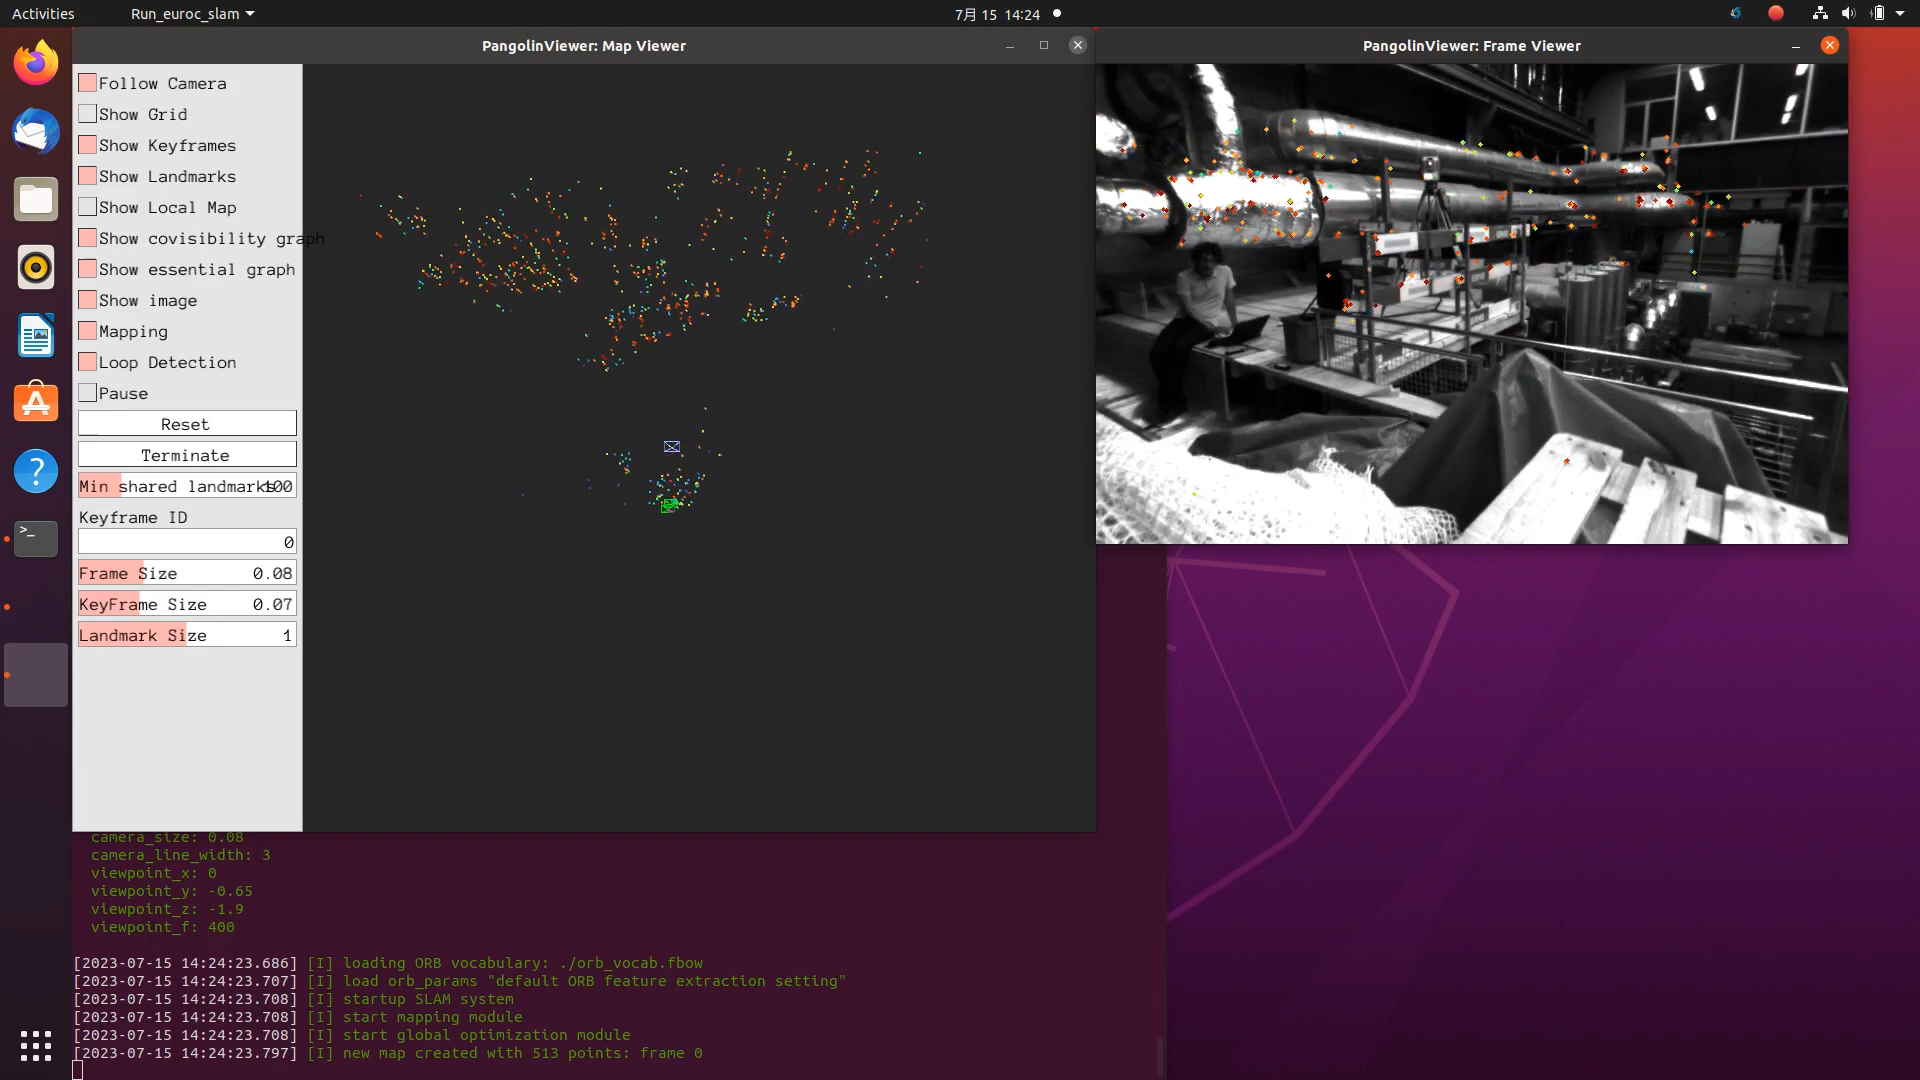 Activities
Run_euroc_slam
7月 15 14:24
PangolinViewer: Map Viewer
PangolinViewer: Frame Viewer
Follow Camera
Show Grid
Show Keyframes
Show Landmarks
Show Local Map
Show covisibility graph
Show essential graph
Show image
Mapping
Loop Detection
Pause
Reset
Terminate
Min shared landmarks 100
Keyframe ID
0
Frame Size 0.08
KeyFrame Size 0.07
Landmark Size 1
camera_size: 0.08
camera_line_width: 3
viewpoint_x: 0
viewpoint_y: -0.65
viewpoint_z: -1.9
viewpoint_f: 400
[2023-07-15 14:24:23.686] [I] loading ORB vocabulary: ./orb_vocab.fbow
[2023-07-15 14:24:23.707] [I] load orb_params "default ORB feature extraction setting"
[2023-07-15 14:24:23.708] [I] startup SLAM system
[2023-07-15 14:24:23.708] [I] start mapping module
[2023-07-15 14:24:23.708] [I] start global optimization module
[2023-07-15 14:24:23.797] [I] new map created with 513 points: frame 0